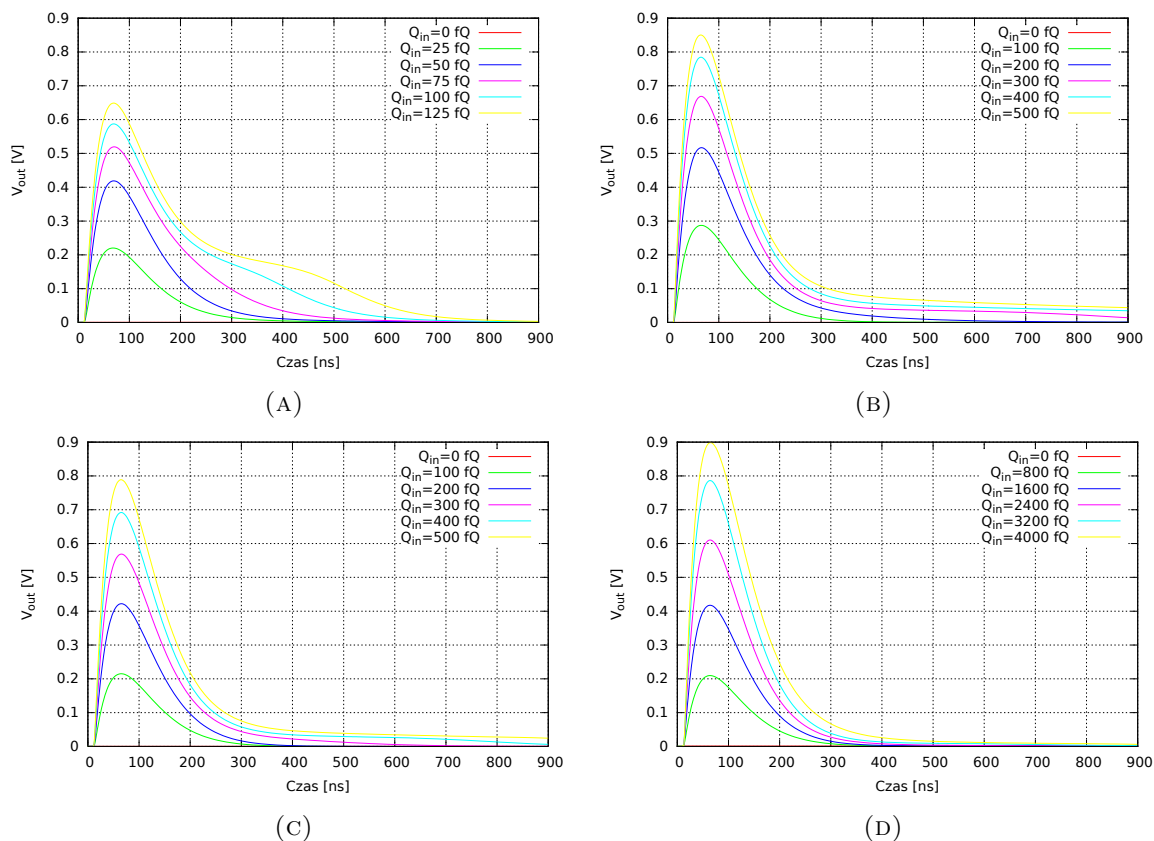 0.9
0.8
0.7
0.6
0.5
0.4
0.3
0.2
0.1
0
V_out [V]
Q_in=0 fQ
Q_in=25 fQ
Q_in=50 fQ
Q_in=75 fQ
Q_in=100 fQ
Q_in=125 fQ
0 100 200 300 400 500 600 700 800 900
Czas [ns]
(A)
0.9
0.8
0.7
0.6
0.5
0.4
0.3
0.2
0.1
0
V_out [V]
Q_in=0 fQ
Q_in=100 fQ
Q_in=200 fQ
Q_in=300 fQ
Q_in=400 fQ
Q_in=500 fQ
0 100 200 300 400 500 600 700 800 900
Czas [ns]
(B)
0.9
0.8
0.7
0.6
0.5
0.4
0.3
0.2
0.1
0
V_out [V]
Q_in=0 fQ
Q_in=100 fQ
Q_in=200 fQ
Q_in=300 fQ
Q_in=400 fQ
Q_in=500 fQ
0 100 200 300 400 500 600 700 800 900
Czas [ns]
(C)
0.9
0.8
0.7
0.6
0.5
0.4
0.3
0.2
0.1
0
V_out [V]
Q_in=0 fQ
Q_in=800 fQ
Q_in=1600 fQ
Q_in=2400 fQ
Q_in=3200 fQ
Q_in=4000 fQ
0 100 200 300 400 500 600 700 800 900
Czas [ns]
(D)